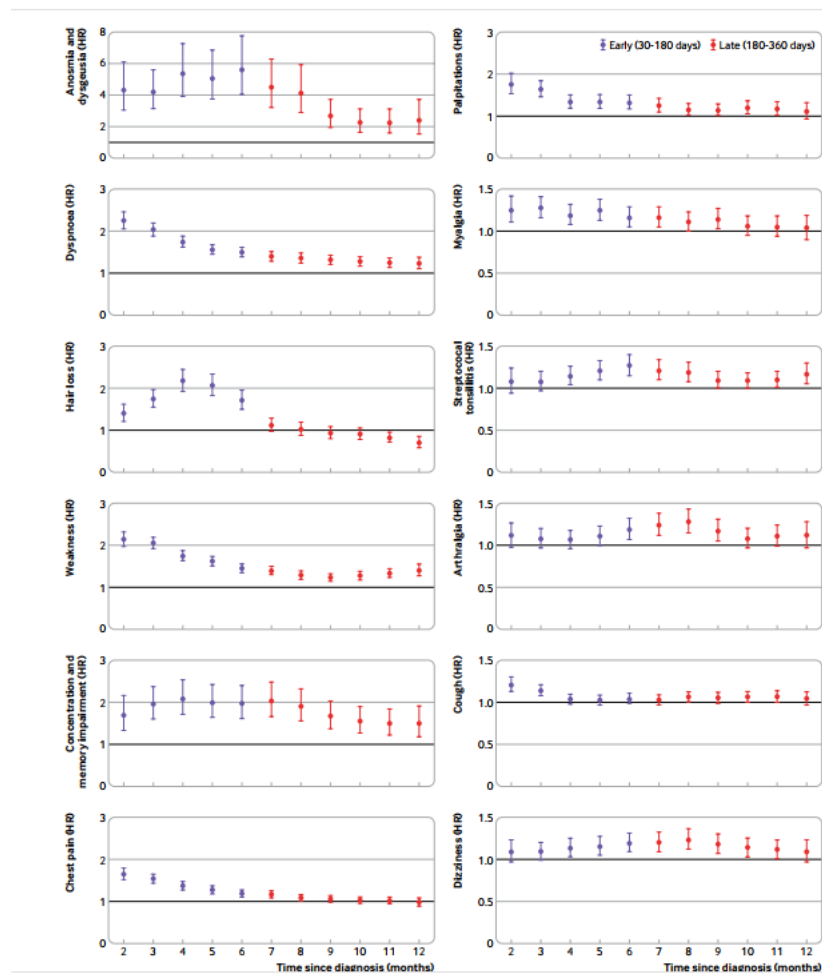 Anosmia and
dysgeusia (HR)
8
6
4
2
0
Palpitations (HR)
3
2
1
0
Early (30-180 days)
Late (180-360 days)
Dyspnoea (HR)
3
2
1
0
Myalgia (HR)
1.5
1.0
0.5
0
Hair loss (HR)
3
2
1
0
Streptococcal
tonsillitis (HR)
1.5
1.0
0.5
0
Weakness (HR)
3
2
1
0
Arthralgia (HR)
1.5
1.0
0.5
0
Concentration and
memory impairment (HR)
3
2
1
0
Cough (HR)
1.5
1.0
0.5
0
Chest pain (HR)
3
2
1
0
2 3 4 5 6 7 8 9 10 11 12
Time since diagnosis (months)
Dizziness (HR)
1.5
1.0
0.5
0
2 3 4 5 6 7 8 9 10 11 12
Time since diagnosis (months)